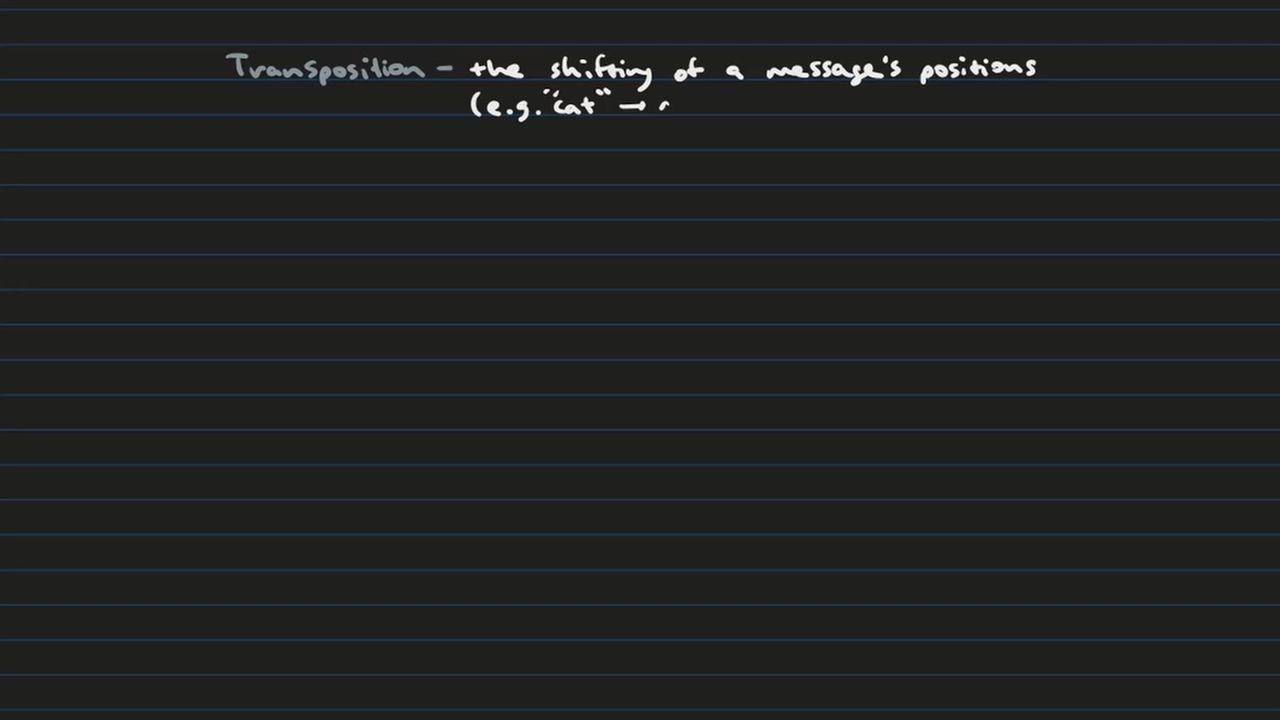 Transposition - the shifting of a message's positions
(e.g. "cat" →